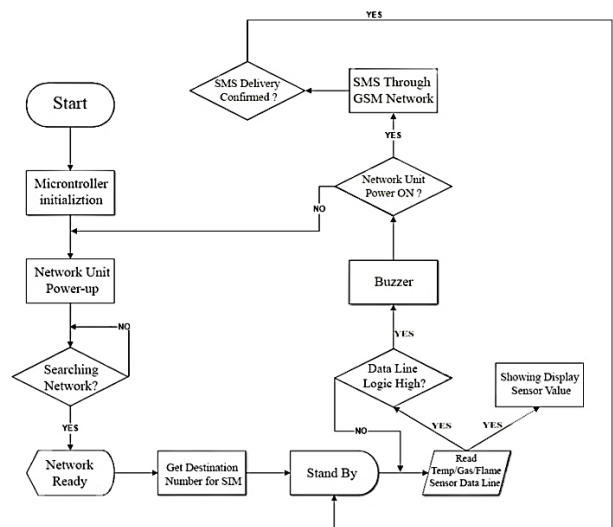 YES
Start
SMS Delivery
Confirmed ?
SMS Through
GSM Network
YES
Microntroller
initializtion
Network Unit
Power ON ?
NO
Network Unit
Power-up
Buzzer
NO
YES
Searching
Network?
Data Line
Logic High?
Showing Display
Sensor Value
YES
NO
YES
YES
Network
Ready
Get Destination
Number for SIM
Stand By
Read
Temp/Gas/Flame
Sensor Data Line